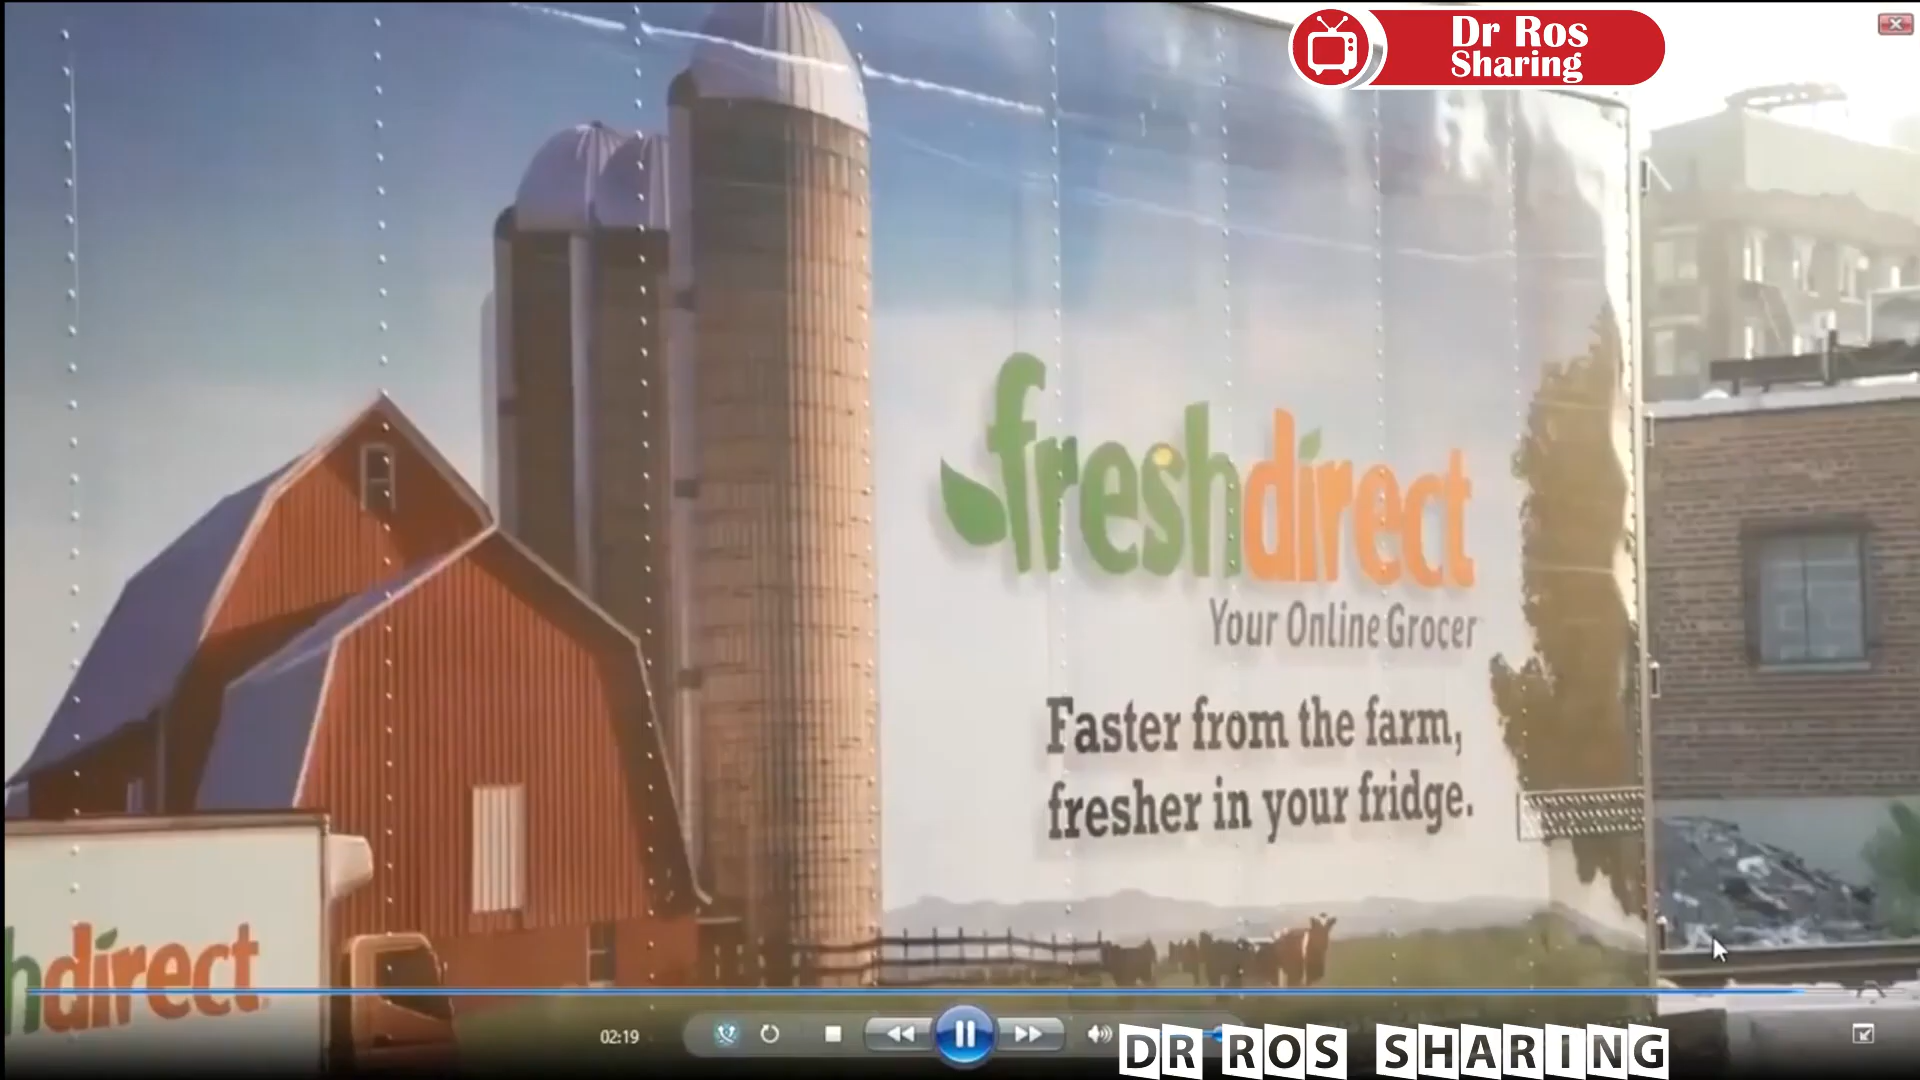 Dr Ros
Sharing
freshdirect
Your Online Grocer
Faster from the farm,
fresher in your fridge.
hdirect
02:19
DR ROS SHARING